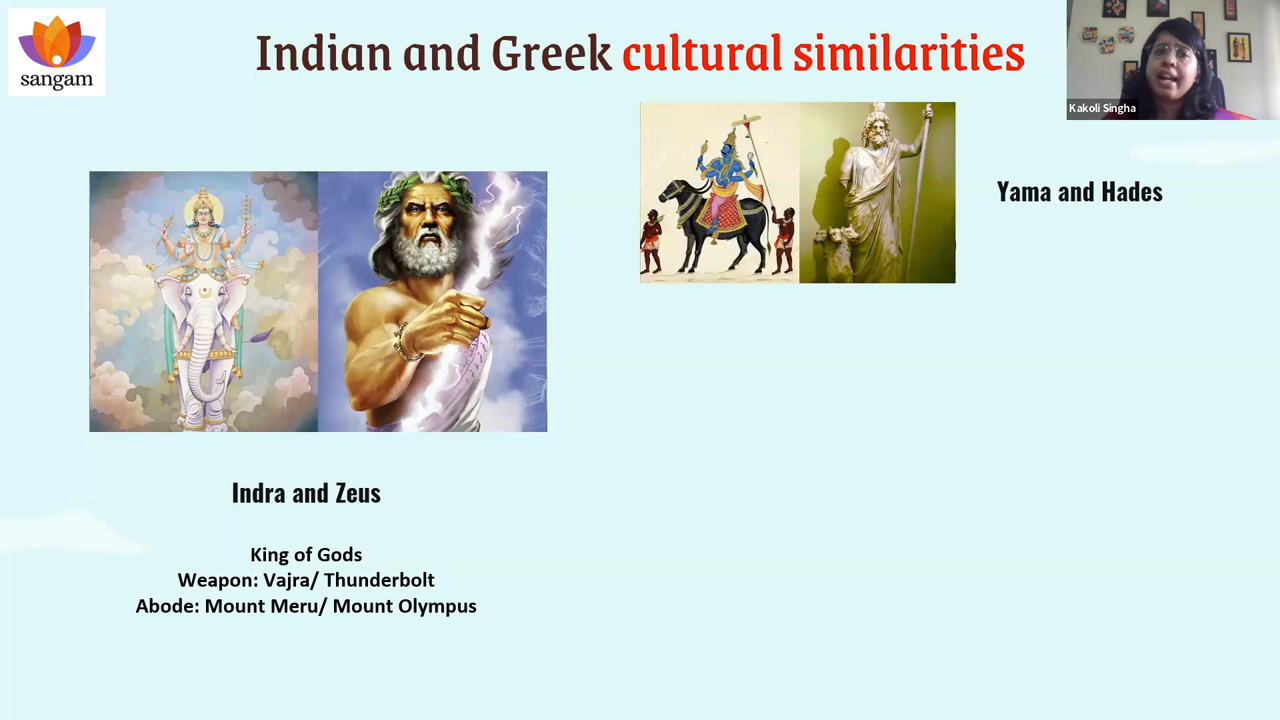 sangam
Indian and Greek cultural similarities
Kakoli Singha
Yama and Hades
Indra and Zeus
King of Gods
Weapon: Vajra/ Thunderbolt
Abode: Mount Meru/ Mount Olympus